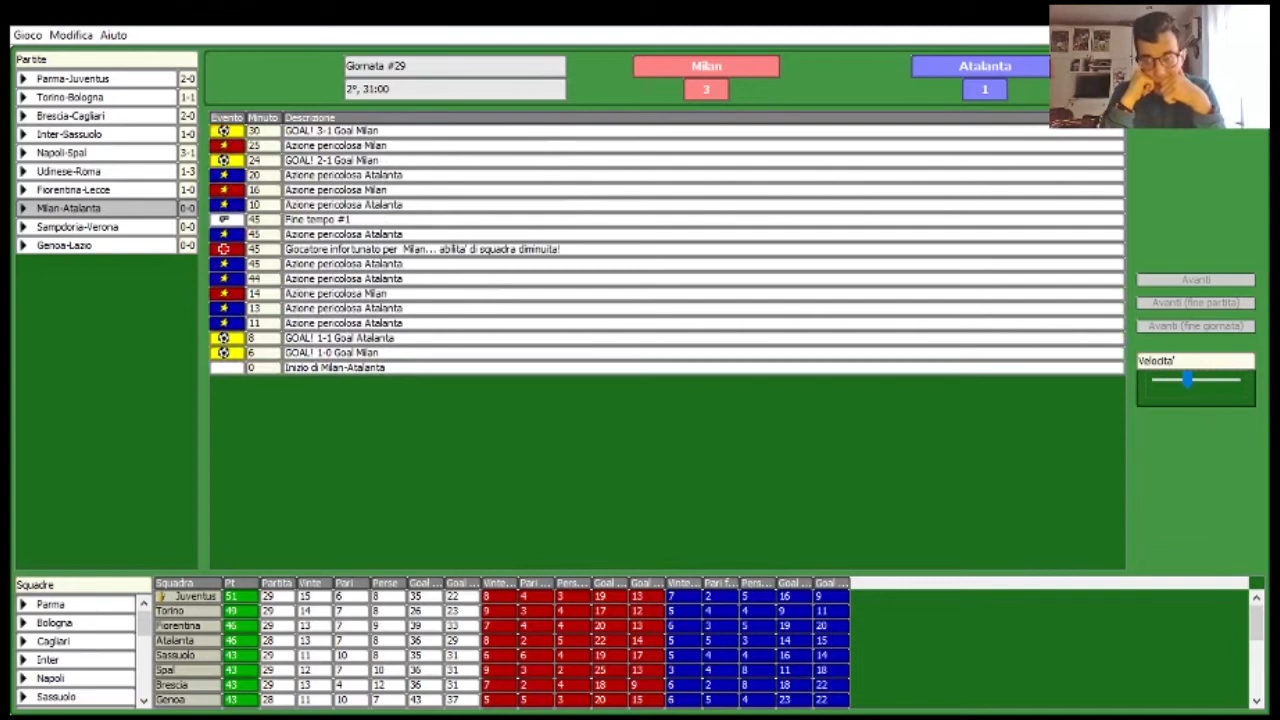 Gioco Modifica Aiuto
Partite
Parma-Juventus 2-0
Torino-Bologna 1-1
Brescia-Cagliari 2-0
Inter-Sassuolo 1-0
Napoli-Spal 3-1
Udinese-Roma 1-3
Fiorentina-Lecce 1-0
Milan-Atalanta 0-0
Sampdoria-Verona 0-0
Genoa-Lazio 0-0
Giornata #29
2°, 31:00
Milan
3
Atalanta
1
Evento Minuto Descrizione
30 GOAL! 3-1 Goal Milan
25 Azione pericolosa Milan
24 GOAL! 2-1 Goal Milan
20 Azione pericolosa Atalanta
16 Azione pericolosa Milan
10 Azione pericolosa Atalanta
45 Fine tempo #1
45 Azione pericolosa Atalanta
45 Giocatore infortunato per Milan... abilita' di squadra diminuita!
45 Azione pericolosa Atalanta
44 Azione pericolosa Atalanta
14 Azione pericolosa Milan
13 Azione pericolosa Atalanta
11 Azione pericolosa Atalanta
8 GOAL! 1-1 Goal Atalanta
6 GOAL! 1-0 Goal Milan
0 Inizio di Milan-Atalanta
Avanti
Avanti (fine partita)
Avanti (fine giornata)
Velocita'
Squadre
Parma
Bologna
Cagliari
Inter
Napoli
Sassuolo
Squadra Pt Partita Vinte Pari Perse Goal ... Goal ... Vinte... Pari ... Pers... Goal ... Goal ... Vinte... Pari f... Pers... Goal ... Goal ...
Juventus 51 29 15 6 8 35 22 8 4 3 19 13 7 2 5 16 9
Torino 49 29 14 7 8 26 23 9 3 4 17 12 5 4 4 9 11
Fiorentina 46 29 13 7 9 39 33 7 4 4 20 13 6 3 5 19 20
Atalanta 46 28 13 7 8 36 29 8 2 5 22 14 5 5 3 14 15
Sassuolo 43 29 11 10 8 35 31 6 6 4 19 17 5 4 4 16 14
Spal 43 29 12 7 10 36 31 9 3 2 25 13 3 4 8 11 18
Brescia 43 29 13 4 12 36 31 7 2 4 18 9 6 2 8 18 22
Genoa 43 28 11 10 7 43 37 5 5 3 20 15 6 5 4 23 22